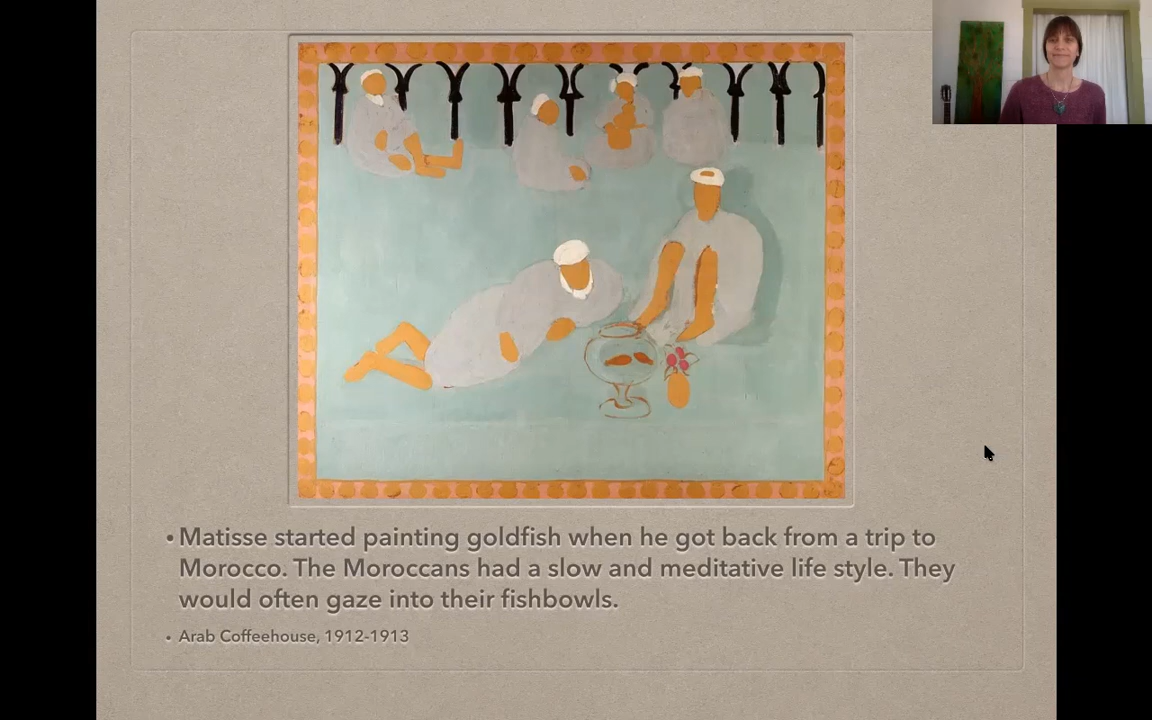 • Matisse started painting goldfish when he got back from a trip to
Morocco. The Moroccans had a slow and meditative life style. They
would often gaze into their fishbowls.
• Arab Coffeehouse, 1912-1913